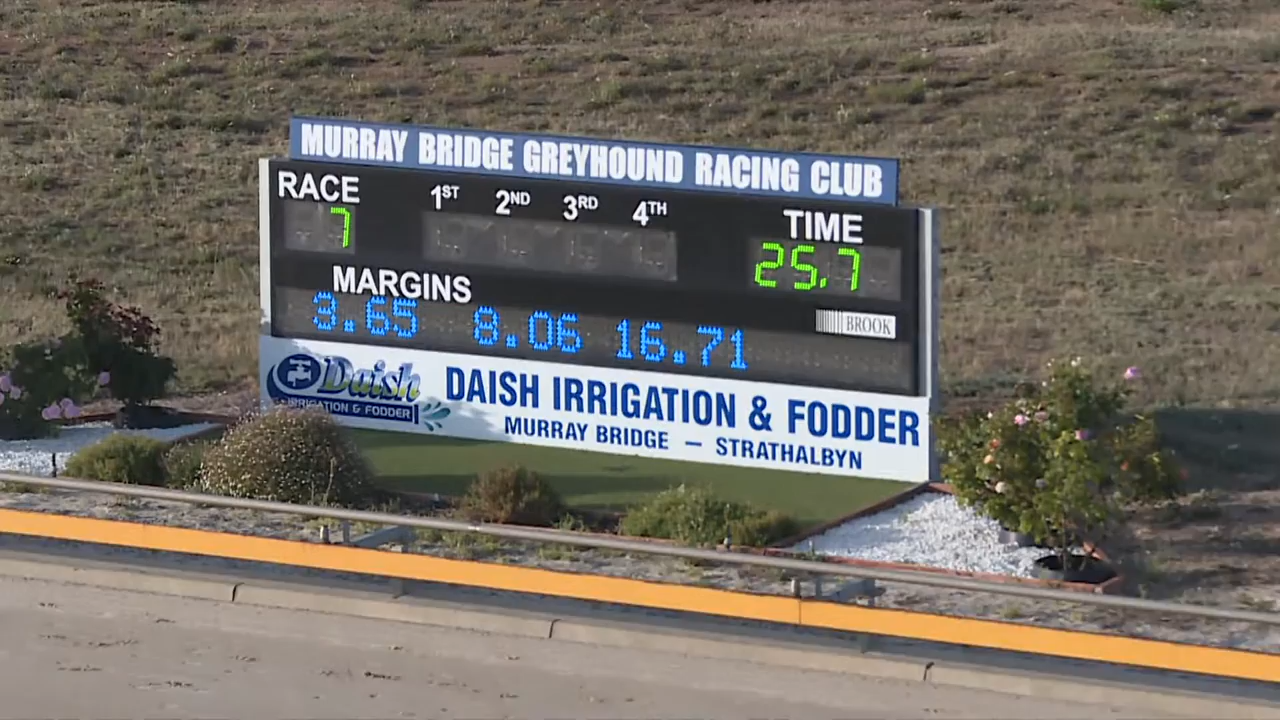 MURRAY BRIDGE GREYHOUND RACING CLUB
RACE 1ST 2ND 3RD 4TH TIME
7 25.7
MARGINS
3.65 8.06 16.71
BROOK
Daish
IRRIGATION & FODDER
DAISH IRRIGATION & FODDER
MURRAY BRIDGE – STRATHALBYN